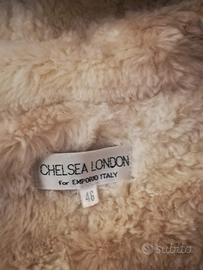 CHELSEA LONDON
For EMPORIO ITALY
46
subito